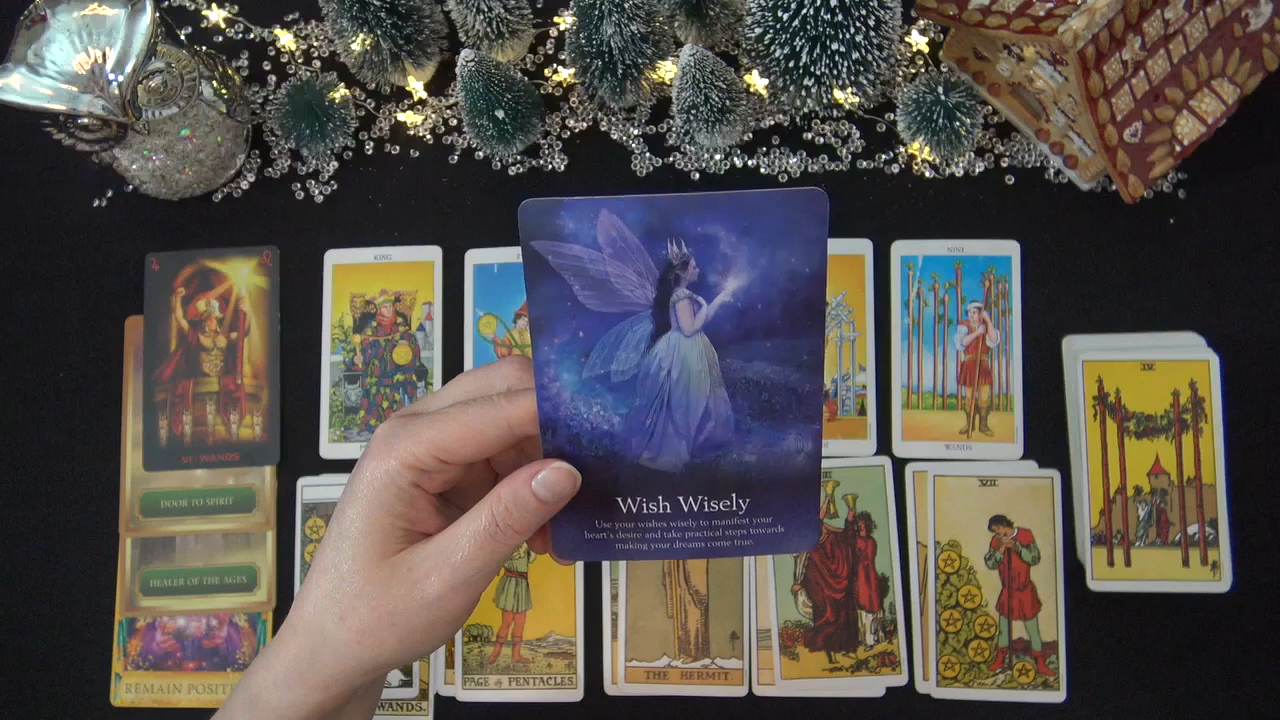 KING
NINE
WANDS
VI·WANDS
DOOR TO SPIRIT
HEALER OF THE AGES
REMAIN
WANDS.
Wish Wisely
Use your wishes wisely to manifest your
heart's desire and take practical steps towards
making your dreams come true.
PAGE of PENTACLES.
THE HERMIT.
VII
IV